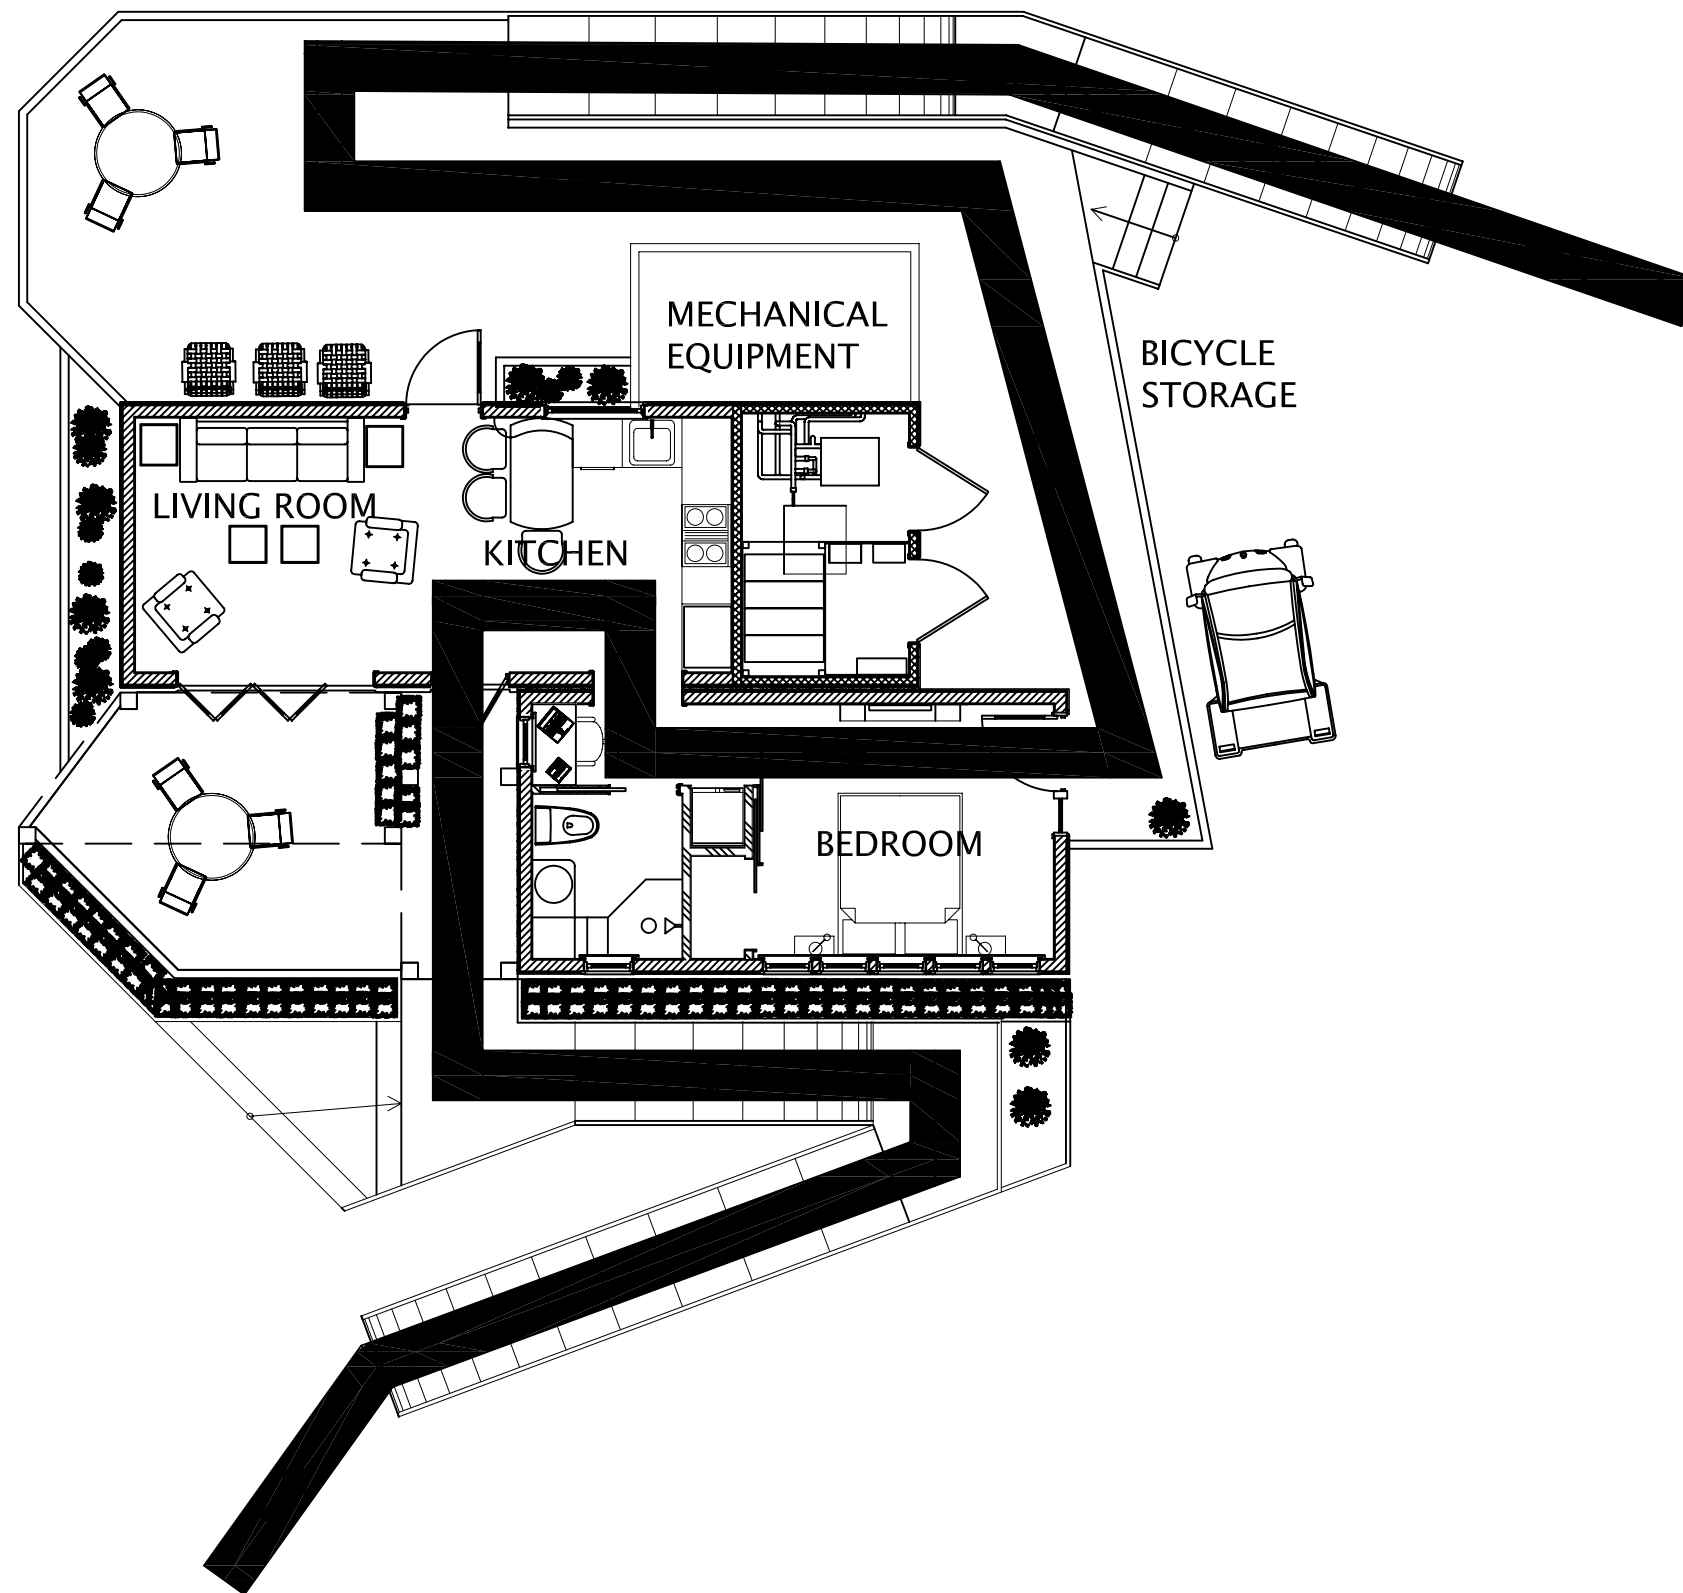 MECHANICAL
EQUIPMENT
BICYCLE
STORAGE
LIVING ROOM
KITCHEN
BEDROOM